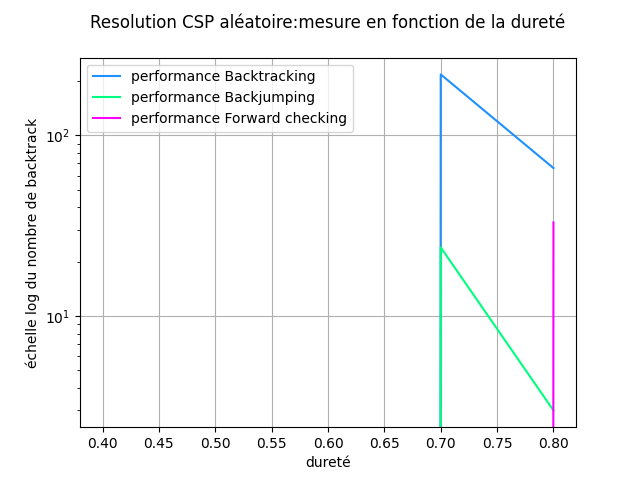 Resolution CSP aléatoire:mesure en fonction de la dureté
performance Backtracking
performance Backjumping
performance Forward checking
échelle log du nombre de backtrack
10²
10¹
0.40 0.45 0.50 0.55 0.60 0.65 0.70 0.75 0.80
dureté